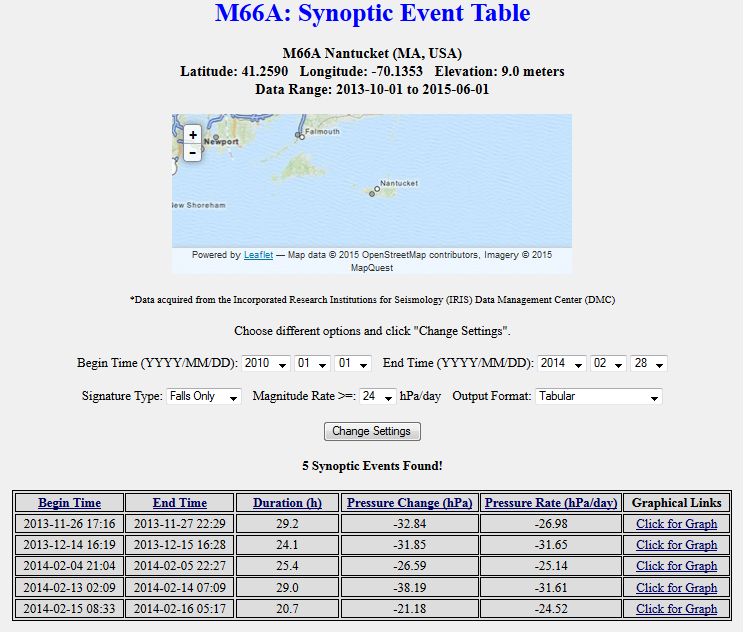 M66A: Synoptic Event Table
M66A Nantucket (MA, USA)
Latitude: 41.2590 Longitude: -70.1353 Elevation: 9.0 meters
Data Range: 2013-10-01 to 2015-06-01
+
−
Falmouth
Newport
Nantucket
New Shoreham
Powered by Leaflet — Map data © 2015 OpenStreetMap contributors, Imagery © 2015
MapQuest
*Data acquired from the Incorporated Research Institutions for Seismology (IRIS) Data Management Center (DMC)
Choose different options and click "Change Settings".
Begin Time (YYYY/MM/DD): 2010 01 01 End Time (YYYY/MM/DD): 2014 02 28
Signature Type: Falls Only Magnitude Rate >=: 24 hPa/day Output Format: Tabular
Change Settings
5 Synoptic Events Found!
Begin Time End Time Duration (h) Pressure Change (hPa) Pressure Rate (hPa/day) Graphical Links
2013-11-26 17:16 2013-11-27 22:29 29.2 -32.84 -26.98 Click for Graph
2013-12-14 16:19 2013-12-15 16:28 24.1 -31.85 -31.65 Click for Graph
2014-02-04 21:04 2014-02-05 22:27 25.4 -26.59 -25.14 Click for Graph
2014-02-13 02:09 2014-02-14 07:09 29.0 -38.19 -31.61 Click for Graph
2014-02-15 08:33 2014-02-16 05:17 20.7 -21.18 -24.52 Click for Graph